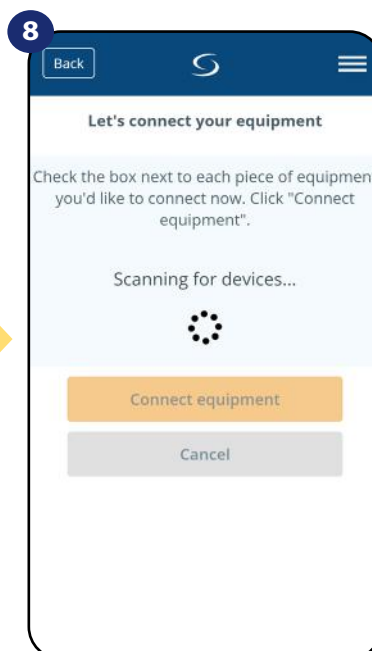 8
Back
Let's connect your equipment
Check the box next to each piece of equipmen
you'd like to connect now. Click "Connect
equipment".
Scanning for devices...
Connect equipment
Cancel